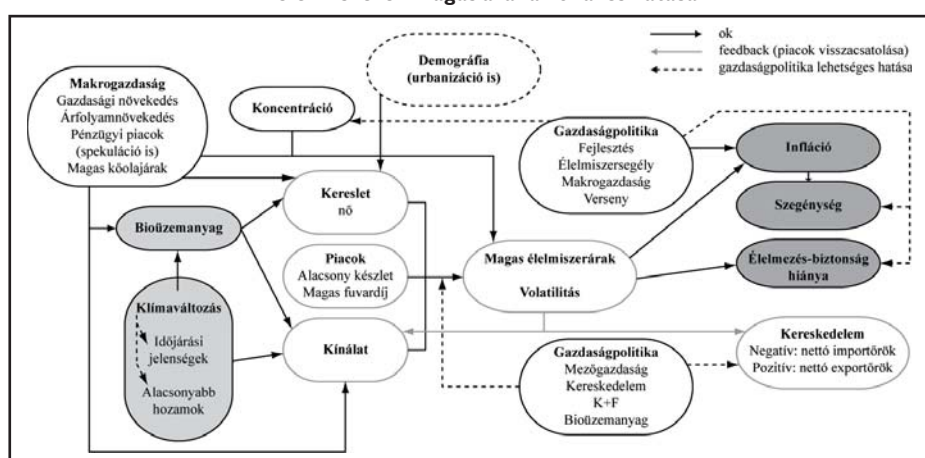 ok
feedback (piacok visszacsatolása)
gazdaságpolitika lehetséges hatása
Demográfia
(urbanizáció is)
Makrogazdaság
Gazdasági növekedés
Árfolyamnövekedés
Pénzügyi piacok
(spekuláció is)
Magas kőolajárak
Koncentráció
Gazdaságpolitika
Fejlesztés
Élelmiszersegély
Makrogazdaság
Verseny
Infláció
Szegénység
Élelmezés-biztonság
hiánya
Kereslet
nő
Bioüzemanyag
Piacok
Alacsony készlet
Magas fuvardíj
Magas élelmiszerárak
Volatilitás
Klímaváltozás
Időjárási
jelenségek
Alacsonyabb
hozamok
Kínálat
Gazdaságpolitika
Mezőgazdaság
Kereskedelem
K+F
Bioüzemanyag
Kereskedelem
Negatív: nettó importörök
Pozitív: nettó exportörök